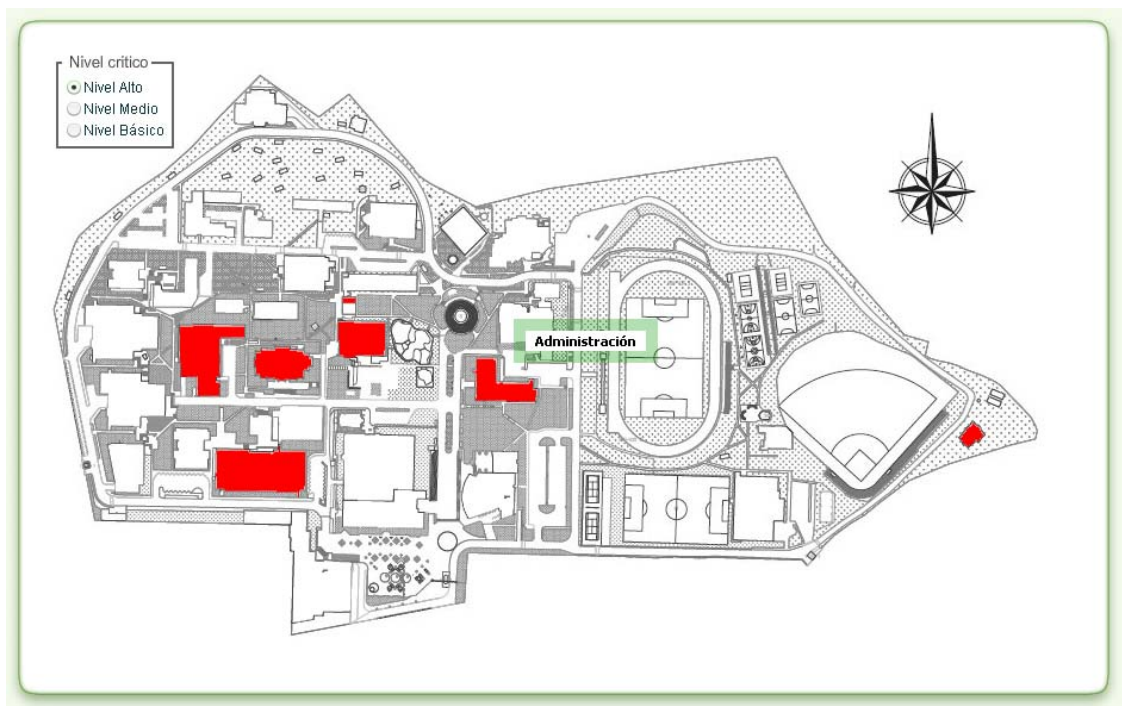 Nivel crítico
Nivel Alto
Nivel Medio
Nivel Básico
Administración